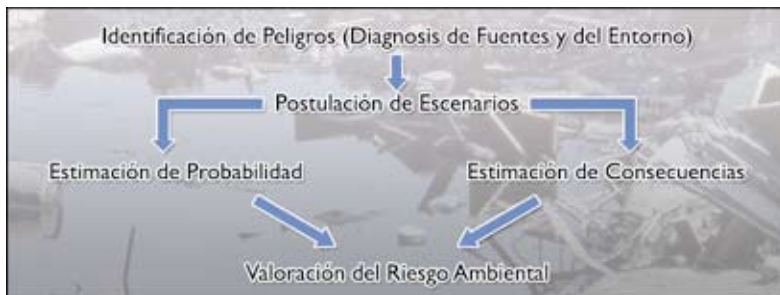 Identificación de Peligros (Diagnosis de Fuentes y del Entorno)
Postulación de Escenarios
Estimación de Probabilidad
Estimación de Consecuencias
Valoración del Riesgo Ambiental